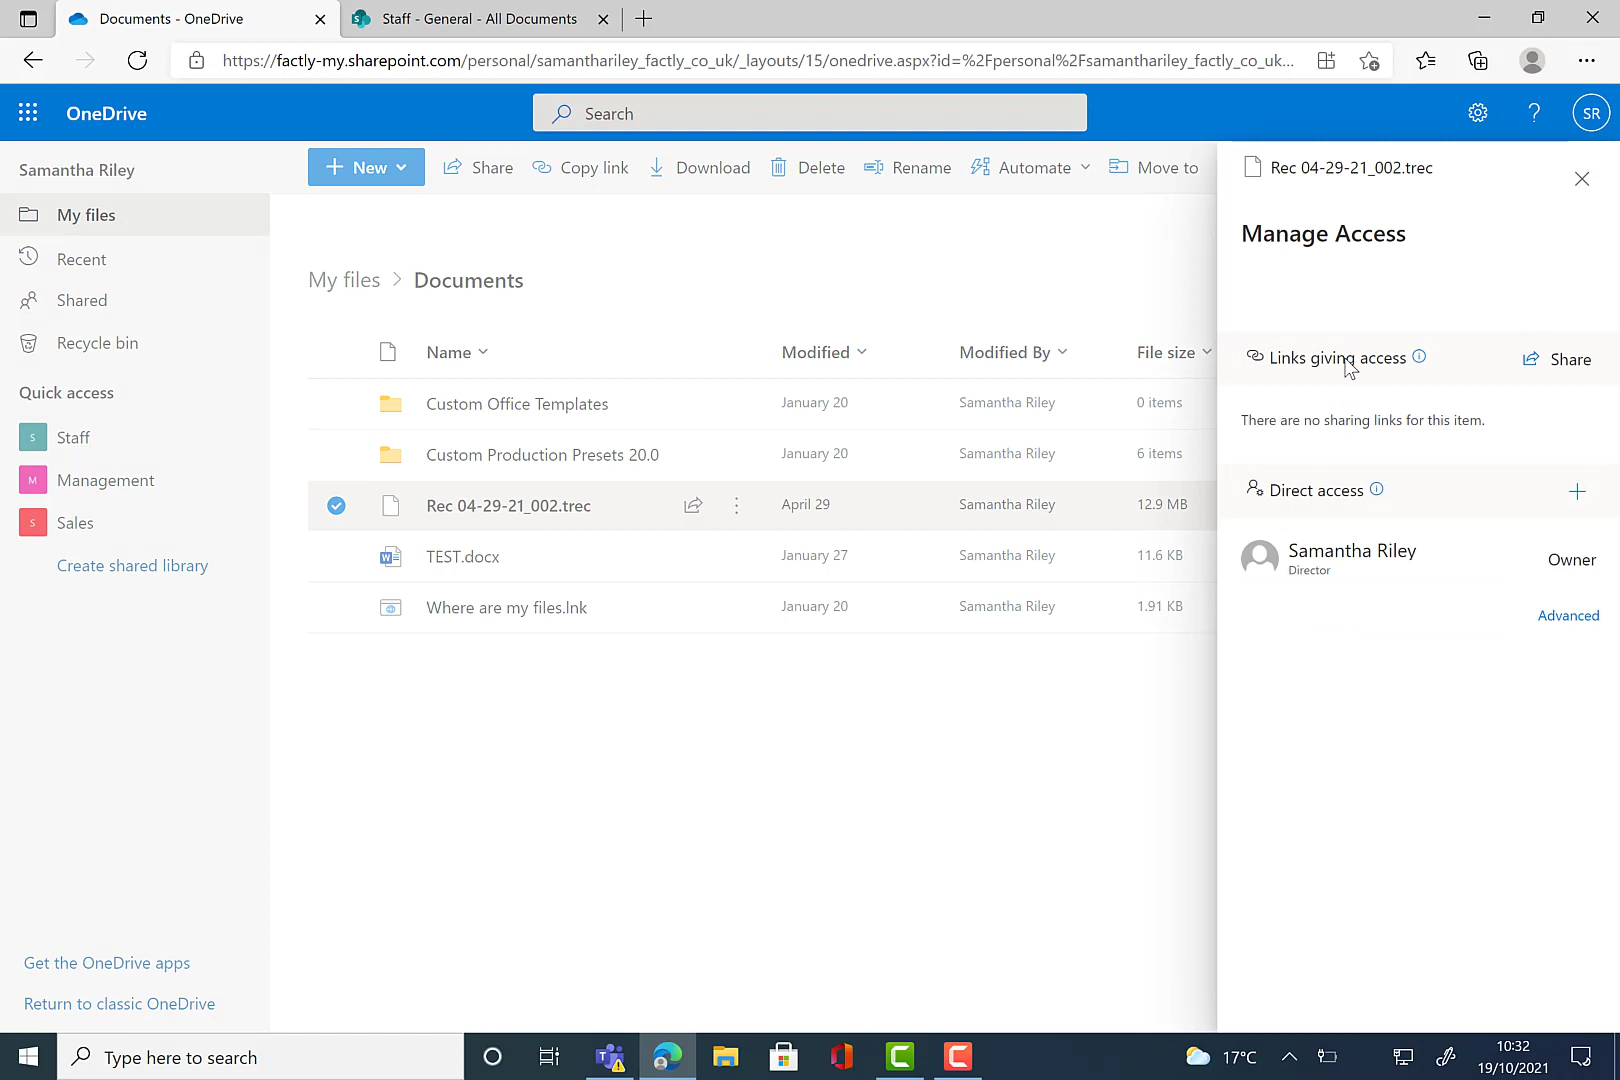 Documents - OneDrive
Staff - General - All Documents
https://factly-my.sharepoint.com/personal/samanthariley_factly_co_uk/_layouts/15/onedrive.aspx?id=%2Fpersonal%2Fsamanthariley_factly_co_uk...
OneDrive
Search
SR
Samantha Riley
New
Share
Copy link
Download
Delete
Rename
Automate
Move to
My files
Recent
Shared
Recycle bin
Quick access
S Staff
M Management
S Sales
Create shared library
Get the OneDrive apps
Return to classic OneDrive
My files > Documents
Name Modified Modified By File size
Custom Office Templates January 20 Samantha Riley 0 items
Custom Production Presets 20.0 January 20 Samantha Riley 6 items
Rec 04-29-21_002.trec April 29 Samantha Riley 12.9 MB
TEST.docx January 27 Samantha Riley 11.6 KB
Where are my files.lnk January 20 Samantha Riley 1.91 KB
Rec 04-29-21_002.trec
Manage Access
Links giving access
Share
There are no sharing links for this item.
Direct access
Samantha Riley
Director
Owner
Advanced
Type here to search
17°C
10:32
19/10/2021